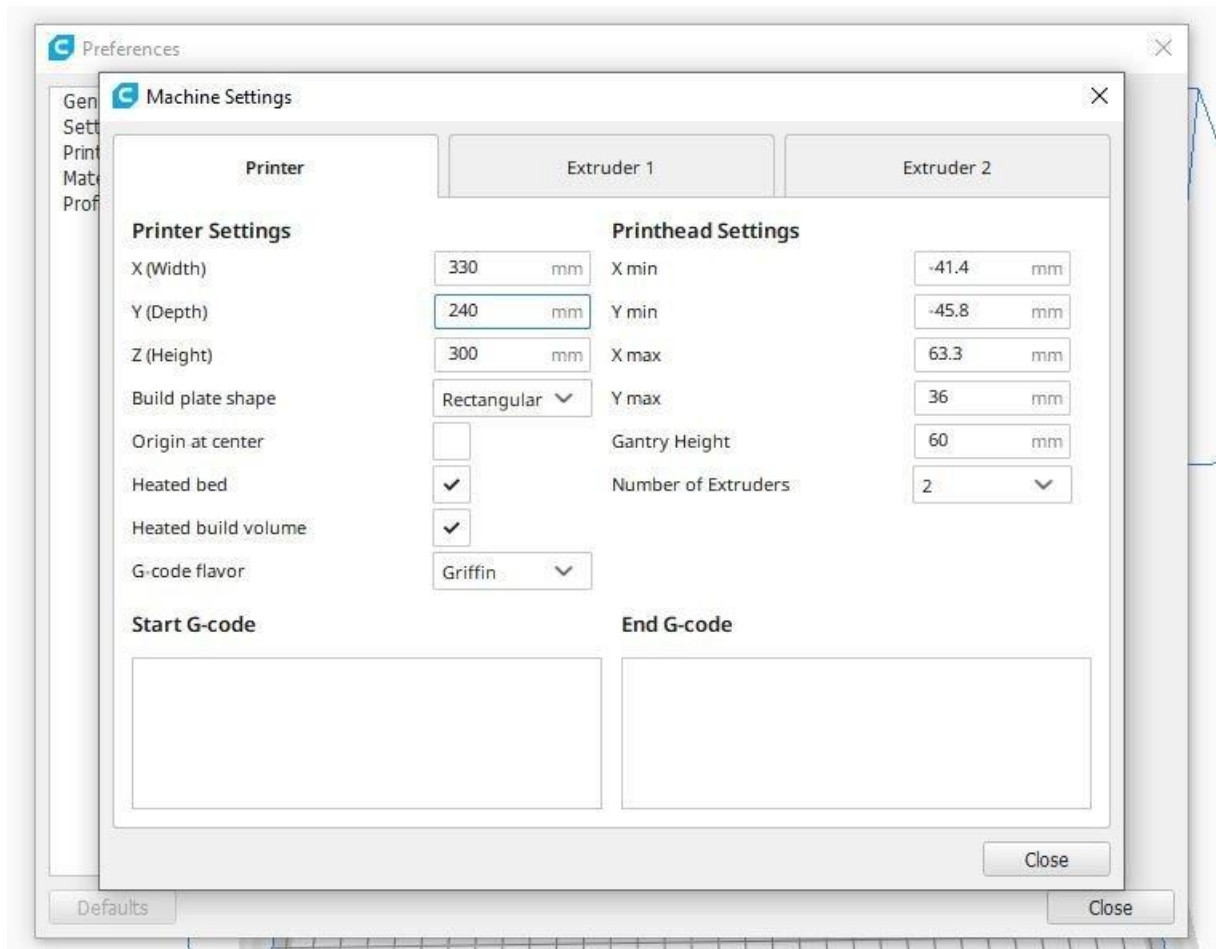 Preferences
Gen
Sett
Print
Mate
Prof
Machine Settings
Printer
Extruder 1
Extruder 2
Printer Settings
X (Width) 330 mm
Y (Depth) 240 mm
Z (Height) 300 mm
Build plate shape Rectangular
Origin at center
Heated bed
Heated build volume
G-code flavor Griffin
Printhead Settings
X min -41.4 mm
Y min -45.8 mm
X max 63.3 mm
Y max 36 mm
Gantry Height 60 mm
Number of Extruders 2
Start G-code
End G-code
Close
Defaults
Close